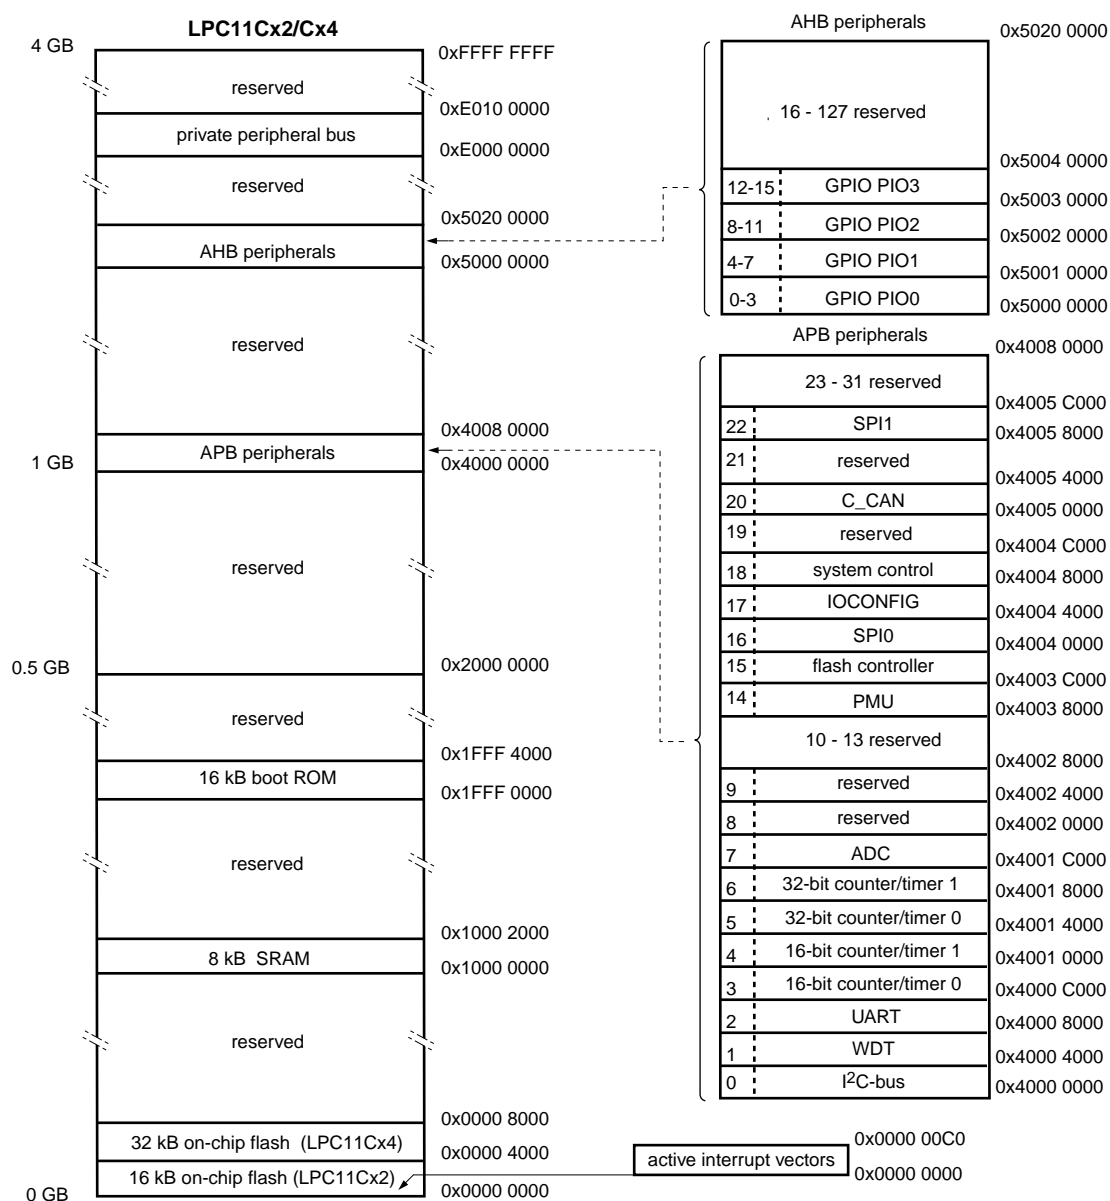 LPC11Cx2/Cx4
4 GB
0xFFFF FFFF
reserved
0xE010 0000
private peripheral bus
0xE000 0000
reserved
0x5020 0000
AHB peripherals
0x5000 0000
reserved
0x4008 0000
APB peripherals
1 GB
0x4000 0000
reserved
0x2000 0000
0.5 GB
reserved
0x1FFF 4000
16 kB boot ROM
0x1FFF 0000
reserved
0x1000 2000
8 kB SRAM
0x1000 0000
reserved
0x0000 8000
32 kB on-chip flash (LPC11Cx4)
0x0000 4000
16 kB on-chip flash (LPC11Cx2)
0x0000 0000
0 GB
AHB peripherals
0x5020 0000
16 - 127 reserved
0x5004 0000
12-15 GPIO PIO3
0x5003 0000
8-11 GPIO PIO2
0x5002 0000
4-7 GPIO PIO1
0x5001 0000
0-3 GPIO PIO0
0x5000 0000
APB peripherals
0x4008 0000
23 - 31 reserved
0x4005 C000
22 SPI1
0x4005 8000
21 reserved
0x4005 4000
20 C_CAN
0x4005 0000
19 reserved
0x4004 C000
18 system control
0x4004 8000
17 IOCONFIG
0x4004 4000
16 SPI0
0x4004 0000
15 flash controller
0x4003 C000
14 PMU
0x4003 8000
10 - 13 reserved
0x4002 8000
9 reserved
0x4002 4000
8 reserved
0x4002 0000
7 ADC
0x4001 C000
6 32-bit counter/timer 1
0x4001 8000
5 32-bit counter/timer 0
0x4001 4000
4 16-bit counter/timer 1
0x4001 0000
3 16-bit counter/timer 0
0x4000 C000
2 UART
0x4000 8000
1 WDT
0x4000 4000
0 I2C-bus
0x4000 0000
0x0000 00C0
active interrupt vectors
0x0000 0000